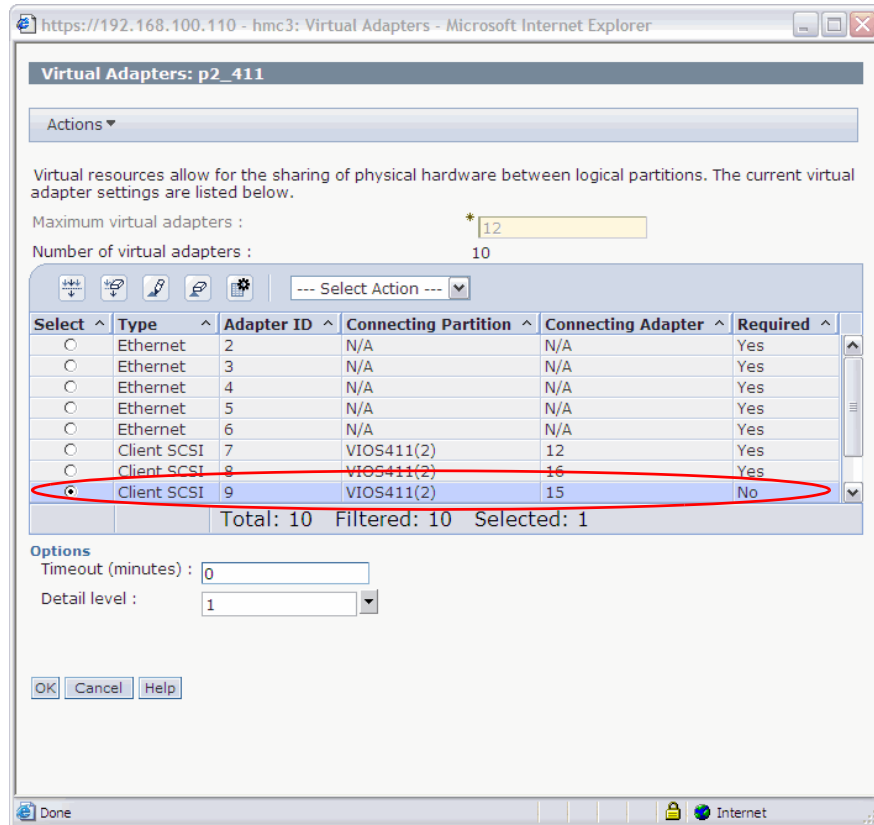 https://192.168.100.110 - hmc3: Virtual Adapters - Microsoft Internet Explorer
Virtual Adapters: p2_411
Actions
Virtual resources allow for the sharing of physical hardware between logical partitions. The current virtual
adapter settings are listed below.
Maximum virtual adapters : * 12
Number of virtual adapters : 10
--- Select Action ---
Select ^ Type ^ Adapter ID ^ Connecting Partition ^ Connecting Adapter ^ Required ^
Ethernet 2 N/A N/A Yes
Ethernet 3 N/A N/A Yes
Ethernet 4 N/A N/A Yes
Ethernet 5 N/A N/A Yes
Ethernet 6 N/A N/A Yes
Client SCSI 7 VIOS411(2) 12 Yes
Client SCSI 8 VIOS411(2) 16 Yes
Client SCSI 9 VIOS411(2) 15 No
Total: 10 Filtered: 10 Selected: 1
Options
Timeout (minutes) : 0
Detail level : 1
OK Cancel Help
Done Internet